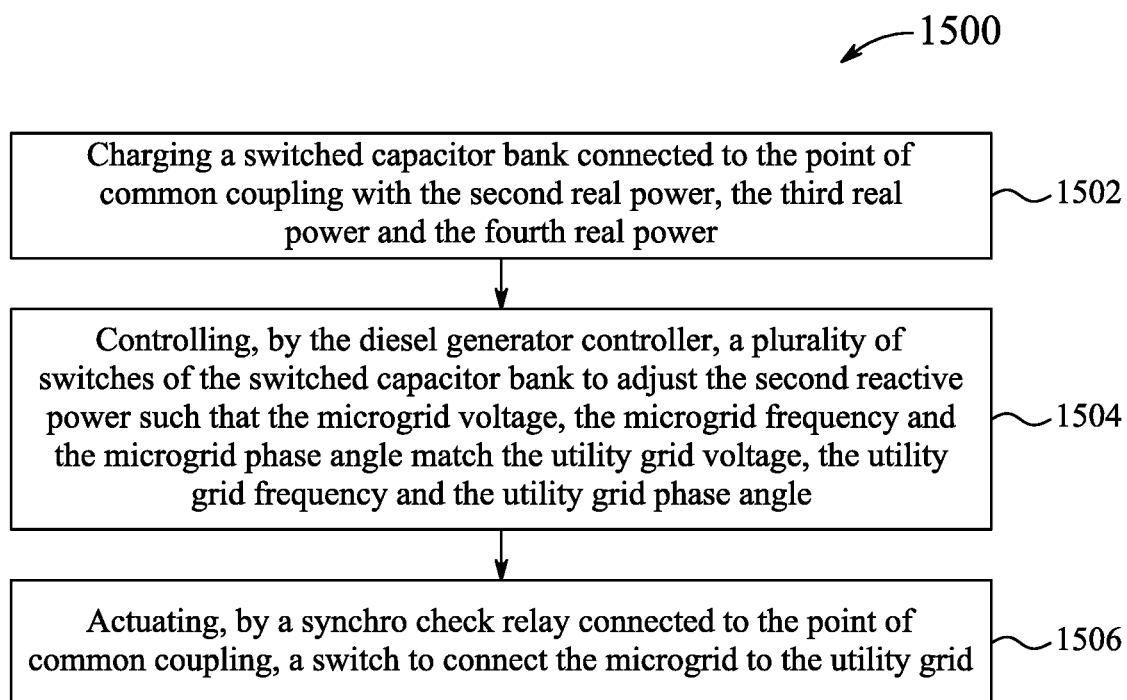 1500
Charging a switched capacitor bank connected to the point of
common coupling with the second real power, the third real
power and the fourth real power
1502
Controlling, by the diesel generator controller, a plurality of
switches of the switched capacitor bank to adjust the second reactive
power such that the microgrid voltage, the microgrid frequency and
the microgrid phase angle match the utility grid voltage, the utility
grid frequency and the utility grid phase angle
1504
Actuating, by a synchro check relay connected to the point of
common coupling, a switch to connect the microgrid to the utility grid
1506